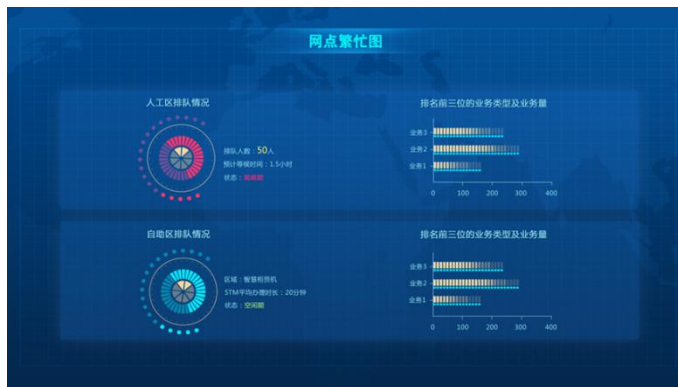 网点繁忙图
人工区排队情况
排队人数：50人
预计等候时间：1.5小时
状态：
排名前三位的业务类型及业务量
业务3
业务2
业务1
0 100 200 300 400
自助区排队情况
区域：智慧柜员机
STM平均办理时长：20分钟
状态：空闲期
排名前三位的业务类型及业务量
业务3
业务2
业务1
0 100 200 300 400